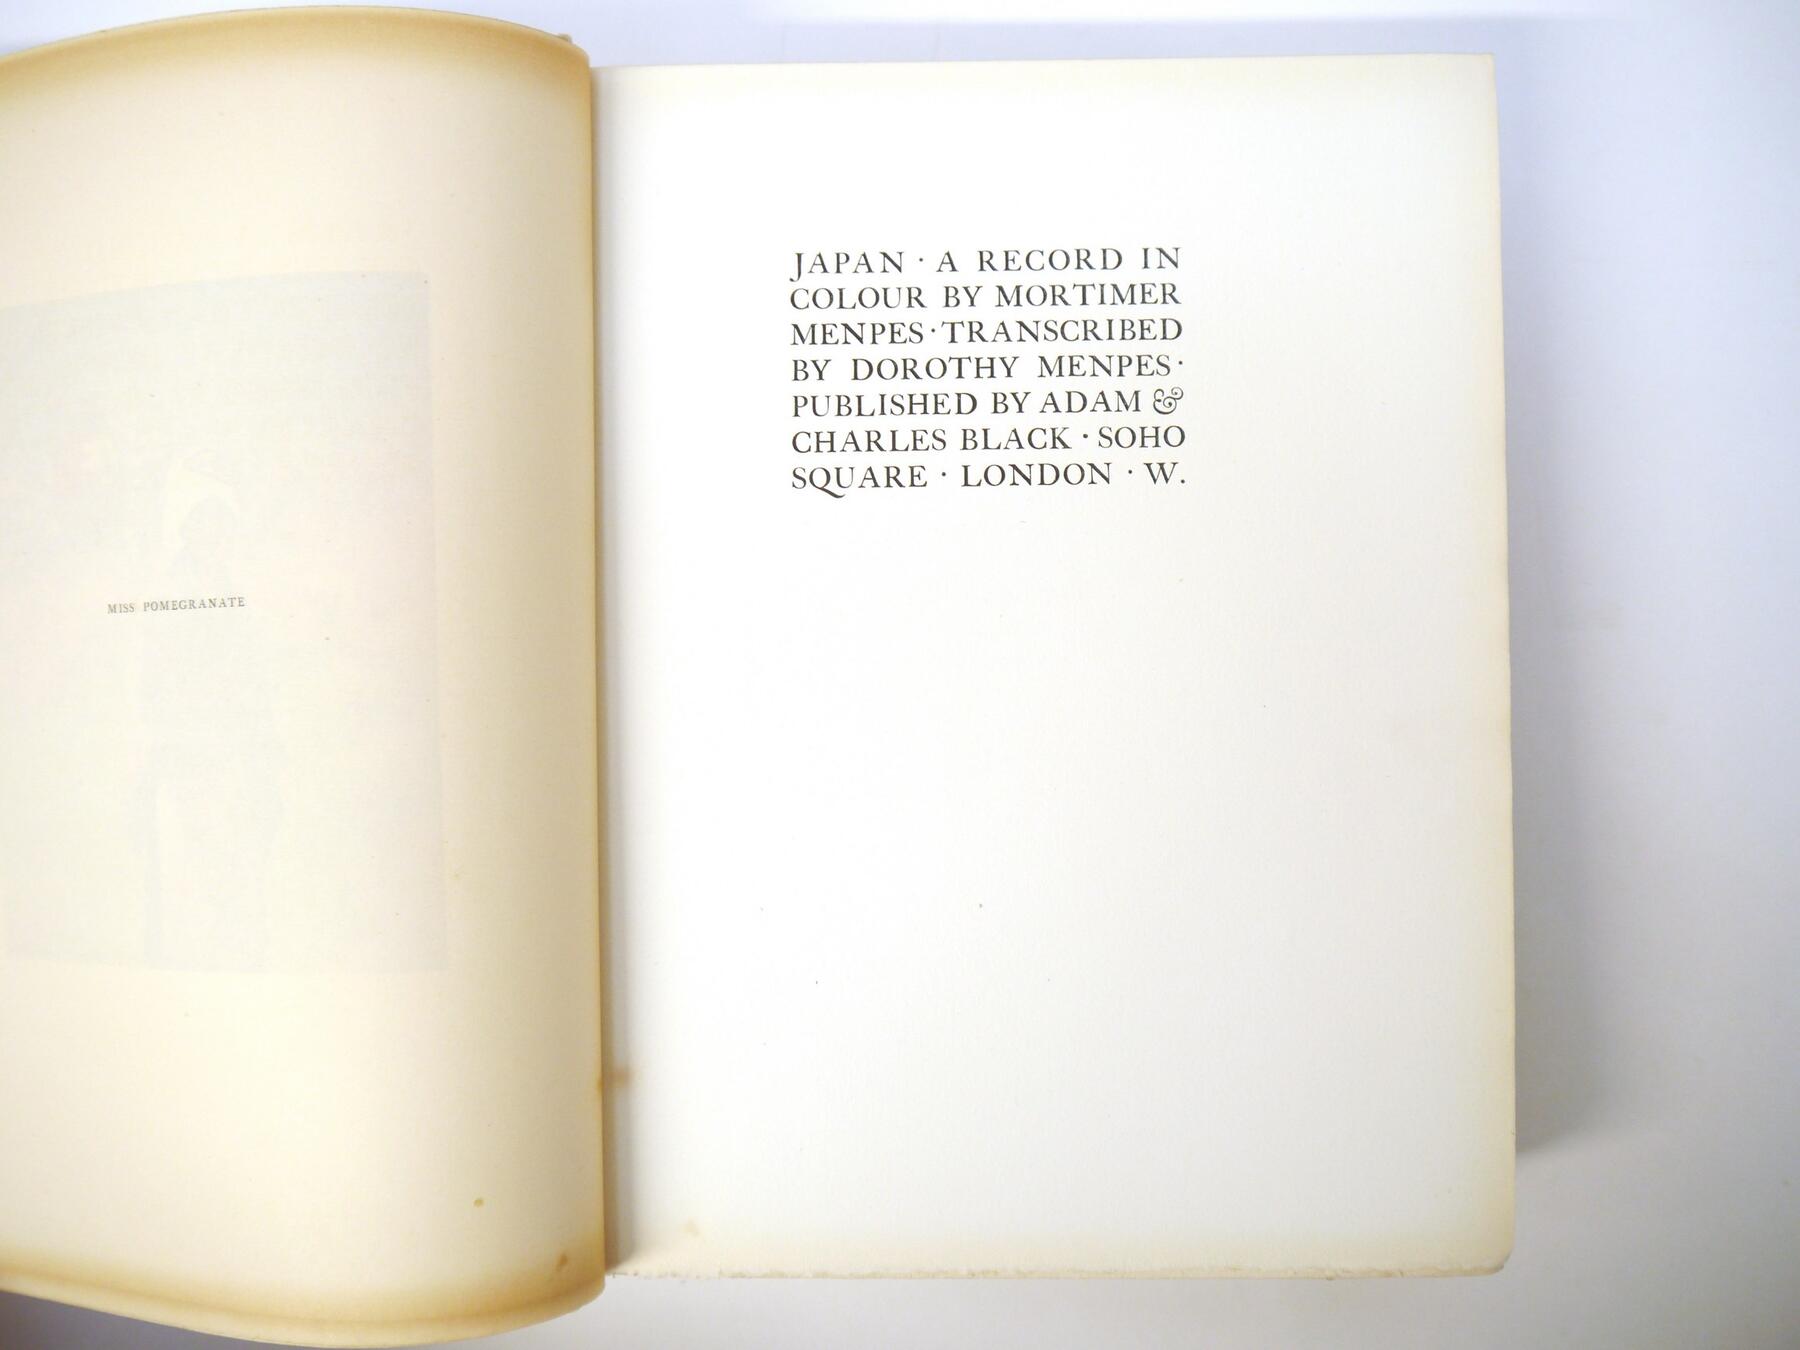 MISS POMEGRANATE
JAPAN · A RECORD IN
COLOUR BY MORTIMER
MENPES · TRANSCRIBED
BY DOROTHY MENPES ·
PUBLISHED BY ADAM &
CHARLES BLACK · SOHO
SQUARE · LONDON · W.